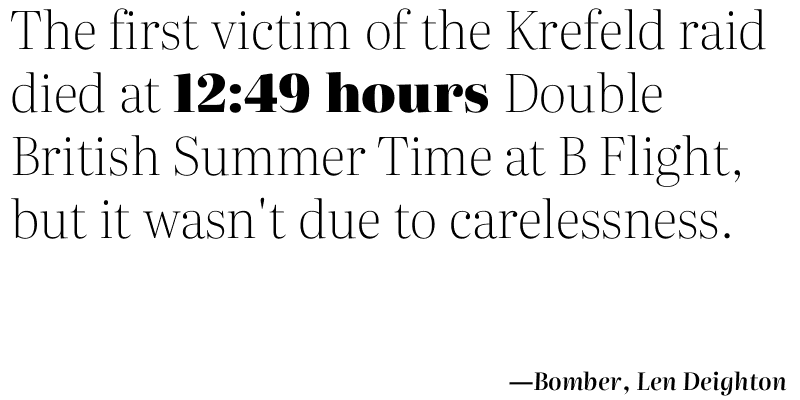 The first victim of the Krefeld raid
died at 12:49 hours Double
British Summer Time at B Flight,
but it wasn't due to carelessness.
—Bomber, Len Deighton